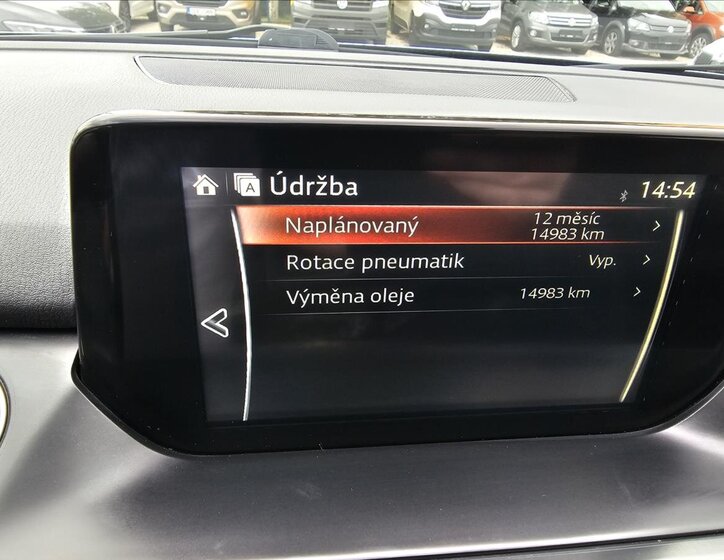 A Údržba 14:54
Naplánovaný 12 měsíc
14983 km
Rotace pneumatik Vyp.
Výměna oleje 14983 km